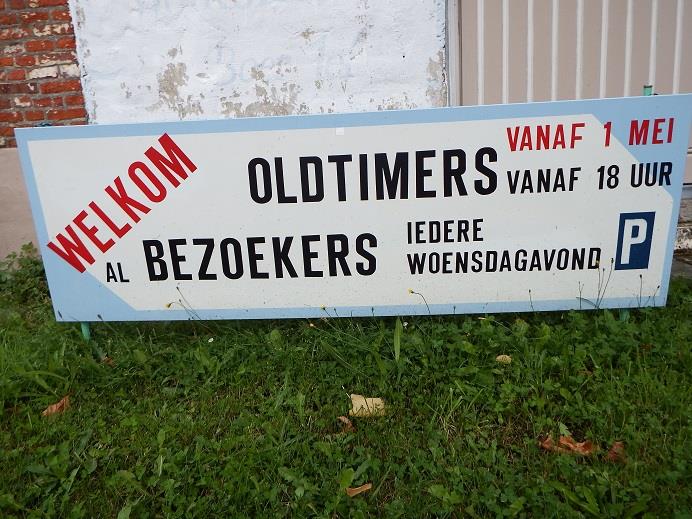 WELKOM
OLDTIMERS
VANAF 1 MEI
VANAF 18 UUR
AL BEZOEKERS
IEDERE
WOENSDAGAVOND
P